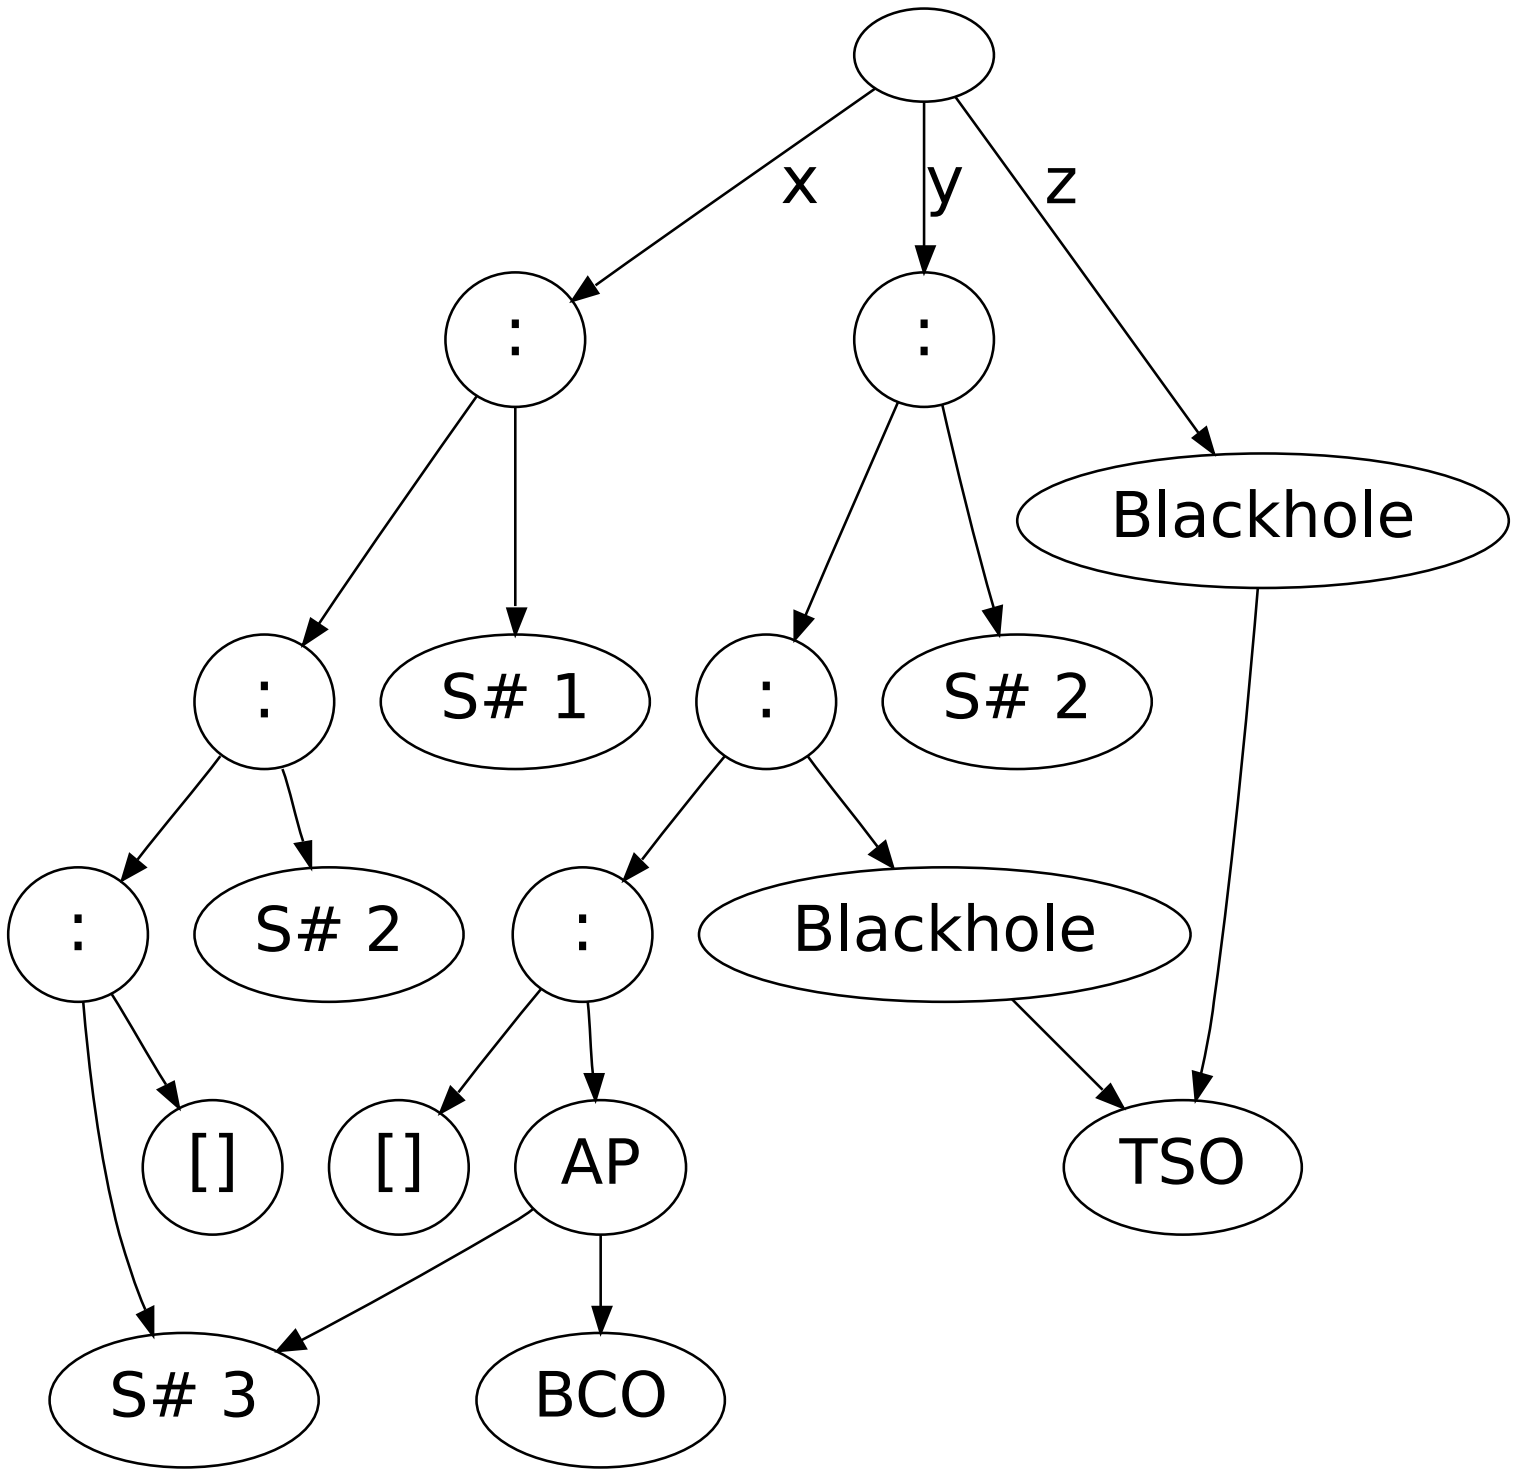 x y z
: :
Blackhole
: S# 1 : S# 2
: S# 2 : Blackhole
[] [] AP TSO
S# 3 BCO